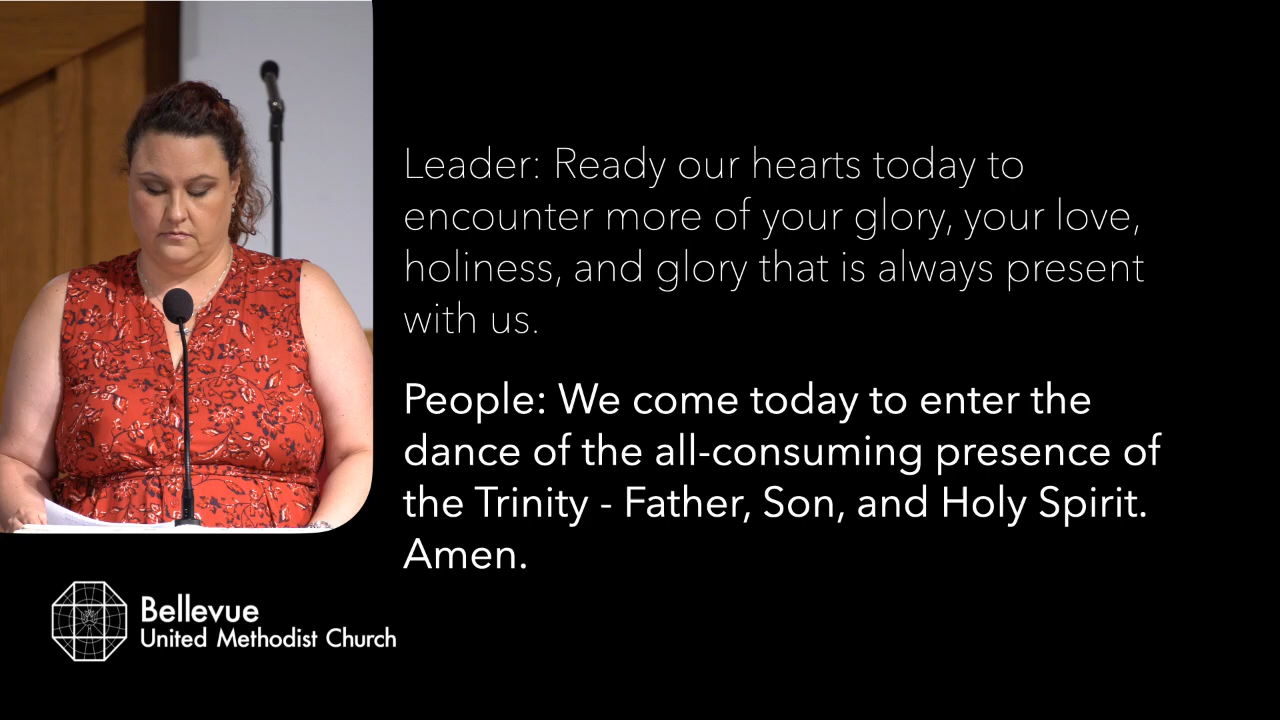 Leader: Ready our hearts today to
encounter more of your glory, your love,
holiness, and glory that is always present
with us.
People: We come today to enter the
dance of the all-consuming presence of
the Trinity - Father, Son, and Holy Spirit.
Amen.
Bellevue
United Methodist Church